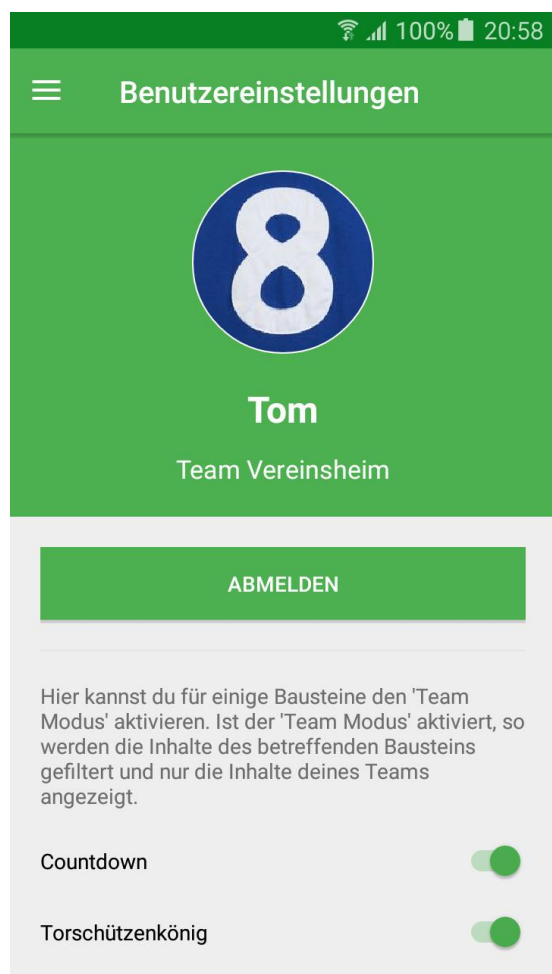 100% 20:58
Benutzereinstellungen
8
Tom
Team Vereinsheim
ABMELDEN
Hier kannst du für einige Bausteine den 'Team
Modus' aktivieren. Ist der 'Team Modus' aktiviert, so
werden die Inhalte des betreffenden Bausteins
gefiltert und nur die Inhalte deines Teams
angezeigt.
Countdown
Torschützenkönig